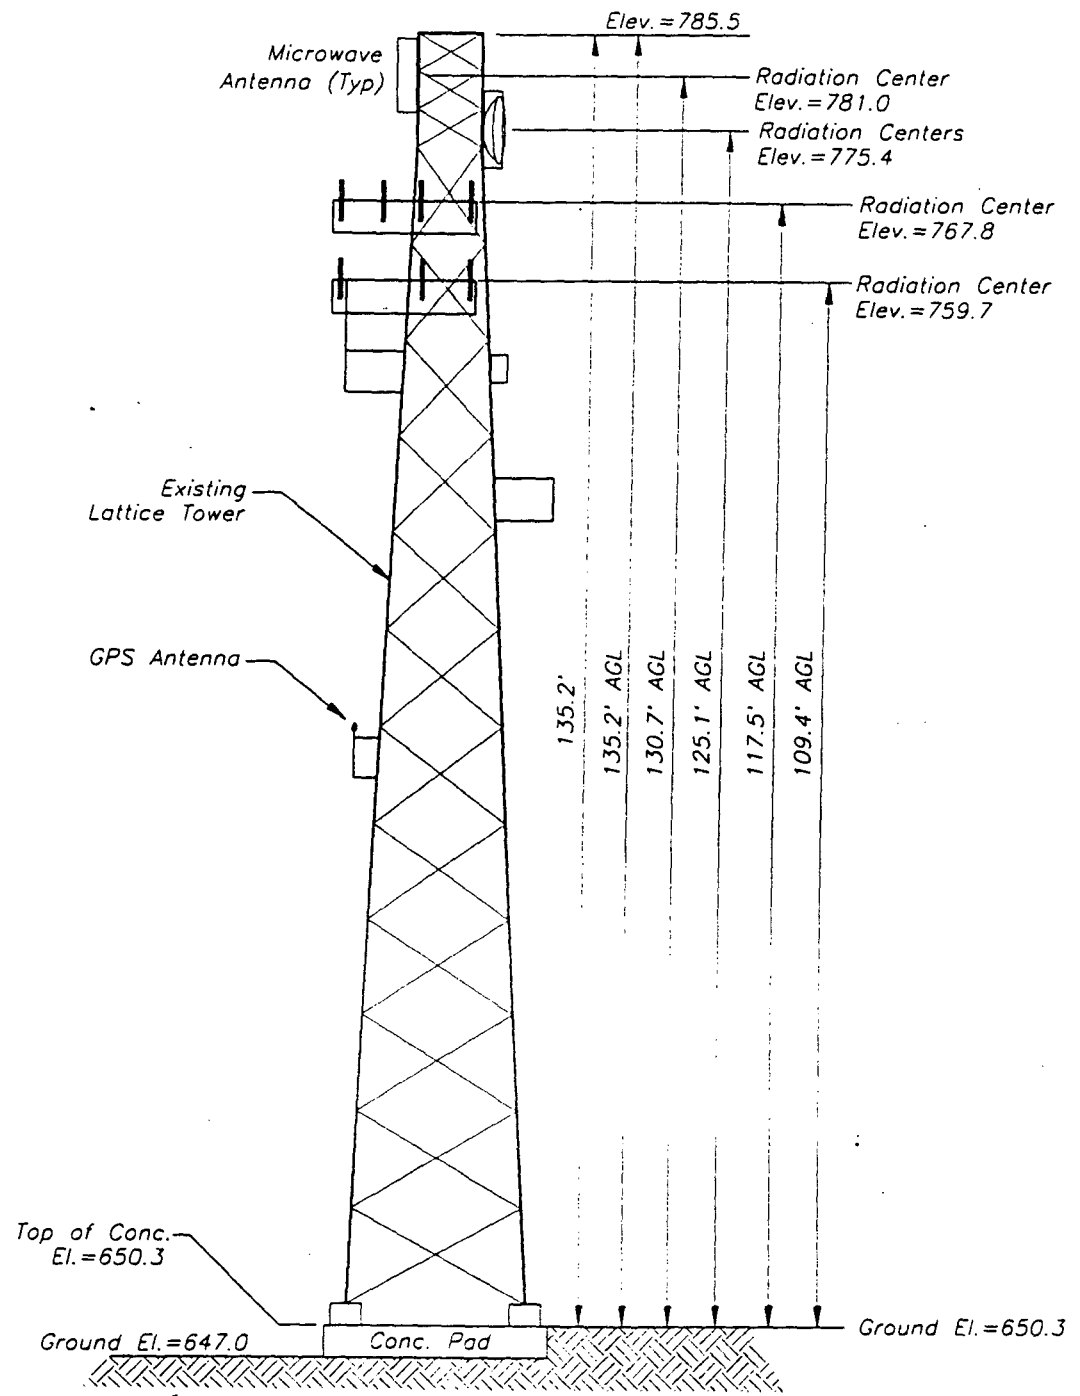 Elev.=785.5
Microwave
Antenna (Typ)
Radiation Center
Elev.=781.0
Radiation Centers
Elev.=775.4
Radiation Center
Elev.=767.8
Radiation Center
Elev.=759.7
Existing
Lattice Tower
GPS Antenna
135.2'
135.2' AGL
130.7' AGL
125.1' AGL
117.5' AGL
109.4' AGL
Top of Conc.
El.=650.3
Ground El.=647.0
Conc. Pad
Ground El.=650.3